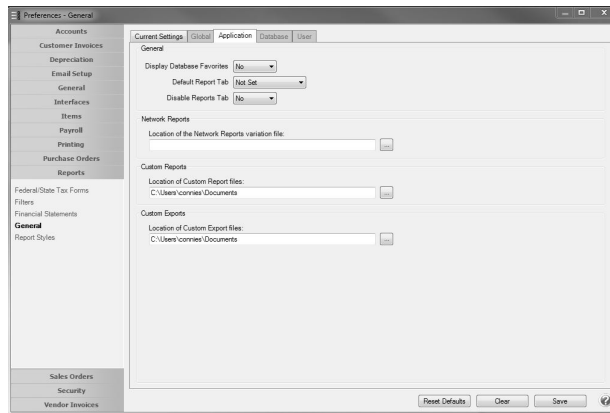 Preferences - General
Accounts
Customer Invoices
Depreciation
Email Setup
General
Interfaces
Items
Payroll
Printing
Purchase Orders
Reports
Federal/State Tax Forms
Filters
Financial Statements
General
Report Styles
Sales Orders
Security
Vendor Invoices
Current Settings Global Application Database User
General
Display Database Favorites No
Default Report Tab Not Set
Disable Reports Tab No
Network Reports
Location of the Network Reports variation file:
...
Custom Reports
Location of Custom Report files:
C:\Users\connies\Documents ...
Custom Exports
Location of Custom Export files:
C:\Users\connies\Documents ...
Reset Defaults Clear Save ?